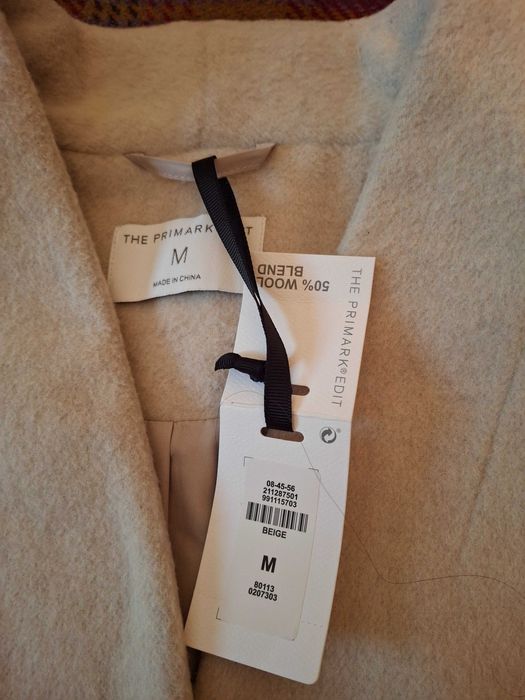 THE PRIMARK EDIT
M
MADE IN CHINA
50% WOOL
BLEND
THE PRIMARK® EDIT
08-45-56
211287501
991115703
BEIGE
M
80113
0207303